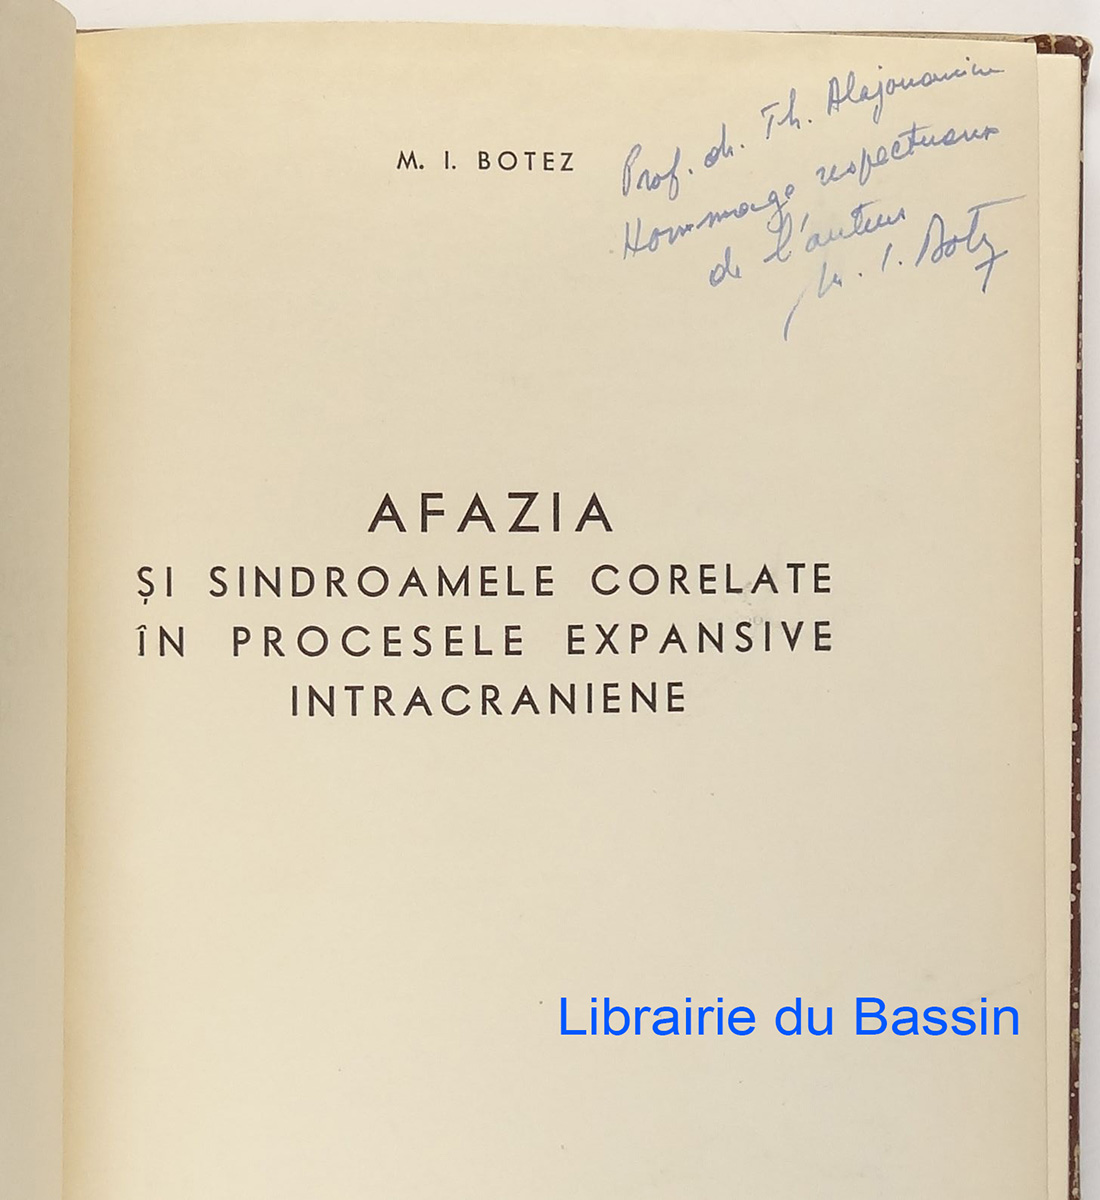 Prof. dr. Th. Alajouanine
Hommage respectueux
de l'auteur
M. I. Botez
M. I. BOTEZ
AFAZIA
ȘI SINDROAMELE CORELATE
ÎN PROCESELE EXPANSIVE
INTRACRANIENE
Librairie du Bassin